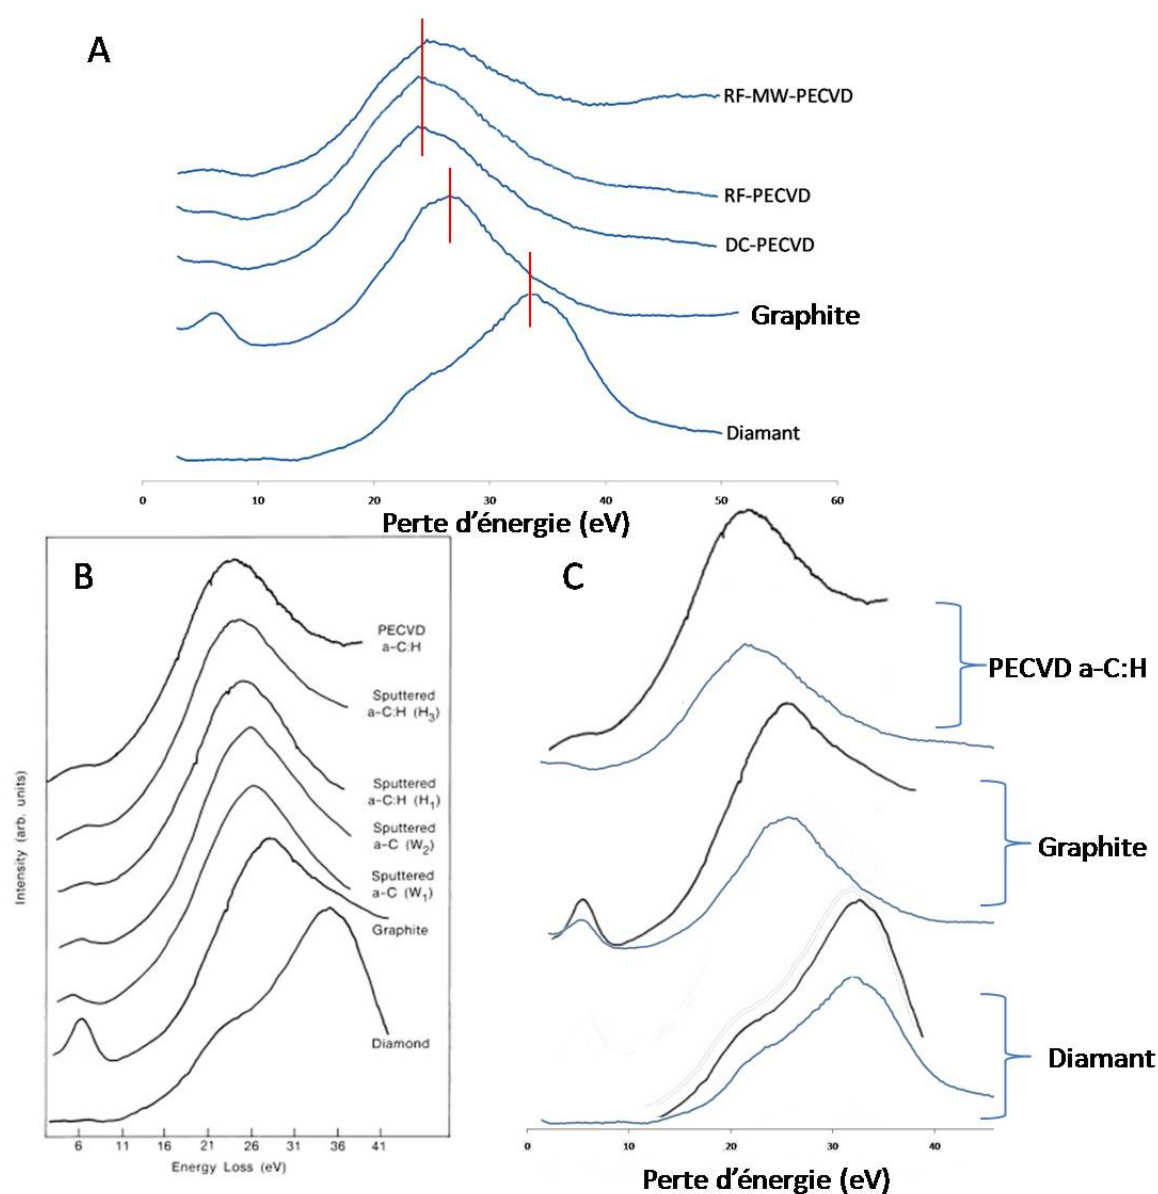 A
RF-MW-PECVD
RF-PECVD
DC-PECVD
Graphite
Diamant
0 10 20 30 40 50 60
Perte d'énergie (eV)
B
PECVD
a-C:H
Sputtered
a-C:H (H3)
Sputtered
a-C:H (H1)
Sputtered
a-C (W2)
Sputtered
a-C (W1)
Graphite
Diamond
Intensity (arb. units)
6 11 16 21 26 31 36 41
Energy Loss (eV)
C
PECVD a-C:H
Graphite
Diamant
0 10 20 30 40
Perte d'énergie (eV)